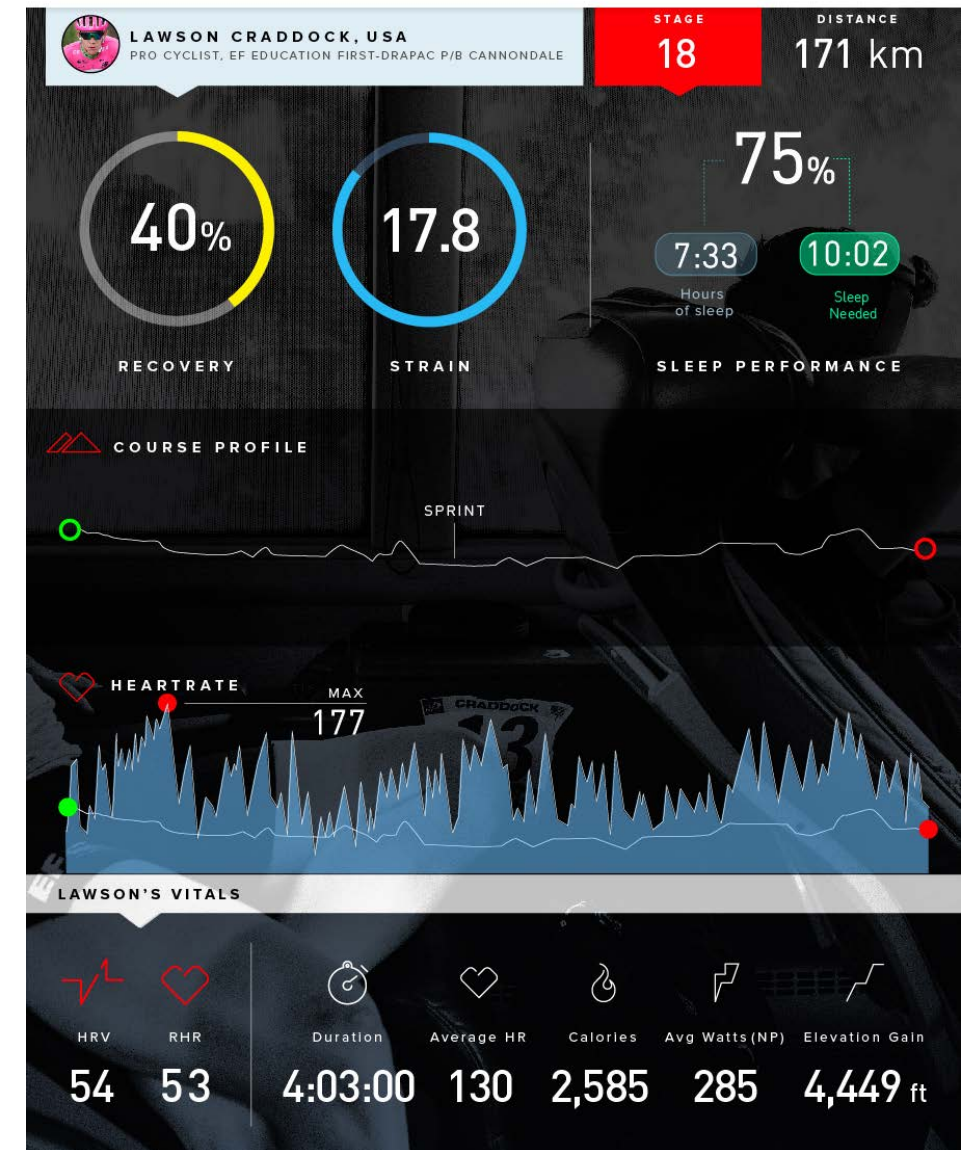 LAWSON CRADDOCK, USA
PRO CYCLIST, EF EDUCATION FIRST-DRAPAC P/B CANNONDALE
STAGE
18
DISTANCE
171 km
40%
RECOVERY
17.8
STRAIN
75%
7:33
Hours
of sleep
10:02
Sleep
Needed
SLEEP PERFORMANCE
COURSE PROFILE
SPRINT
HEARTRATE
MAX
177
CRADDOCK
13
EF
LAWSON'S VITALS
HRV
54
RHR
53
Duration
4:03:00
Average HR
130
Calories
2,585
Avg Watts (NP)
285
Elevation Gain
4,449 ft